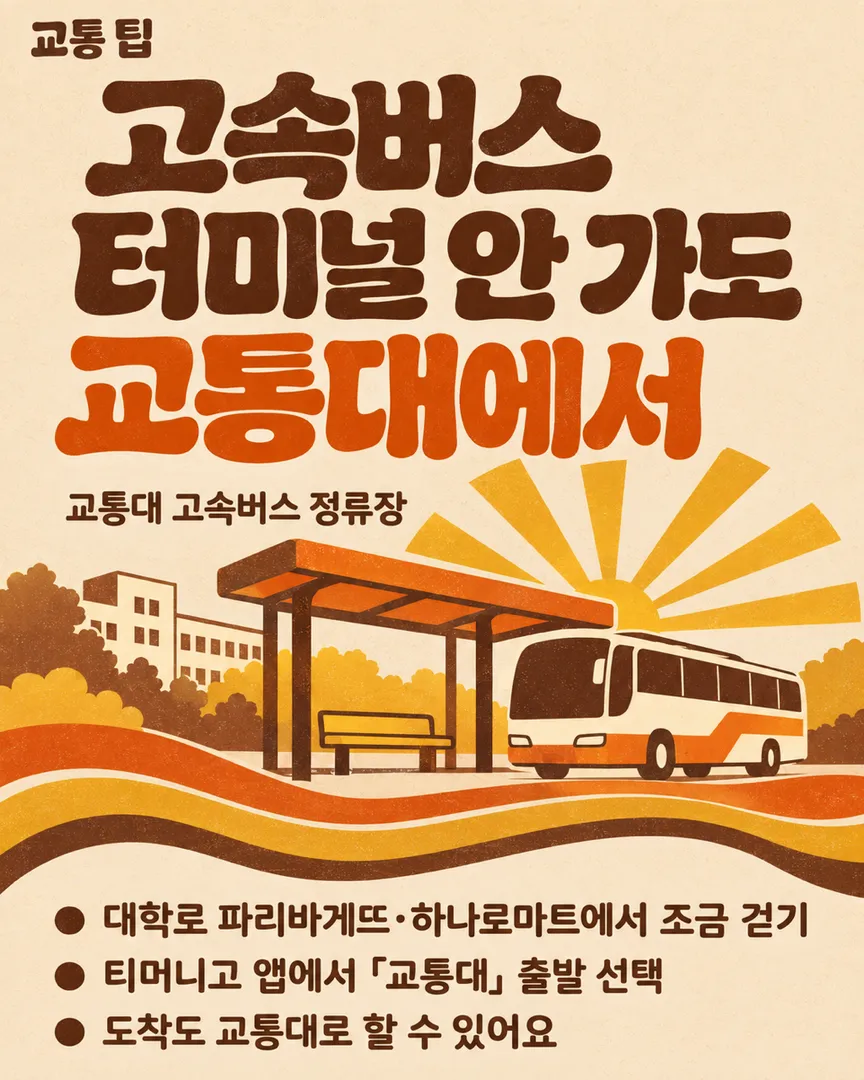 교통 팁
고속버스
터미널 안 가도
교통대에서
교통대 고속버스 정류장
● 대학로 파리바게뜨·하나로마트에서 조금 걷기
● 티머니고 앱에서 「교통대」 출발 선택
● 도착도 교통대로 할 수 있어요